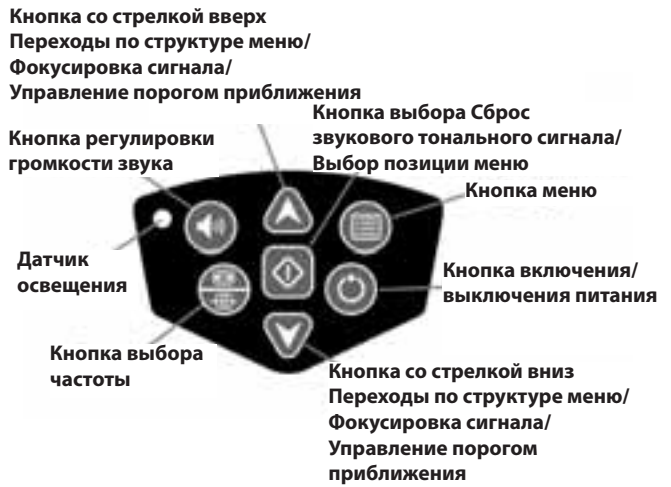 Кнопка со стрелкой вверх
Переходы по структуре меню/
Фокусировка сигнала/
Управление порогом приближения
Кнопка выбора Сброс
звукового тонального сигнала/
Выбор позиции меню
Кнопка регулировки
громкости звука
Кнопка меню
Датчик
освещения
Кнопка включения/
выключения питания
Кнопка выбора
частоты
Кнопка со стрелкой вниз
Переходы по структуре меню/
Фокусировка сигнала/
Управление порогом
приближения